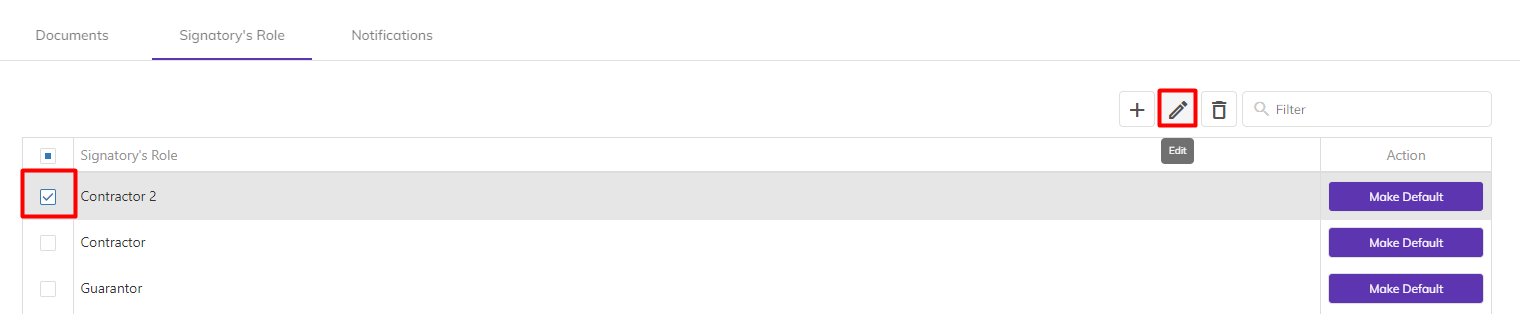 Documents Signatory's Role Notifications
Filter
Edit
Signatory's Role Action
Contractor 2 Make Default
Contractor Make Default
Guarantor Make Default